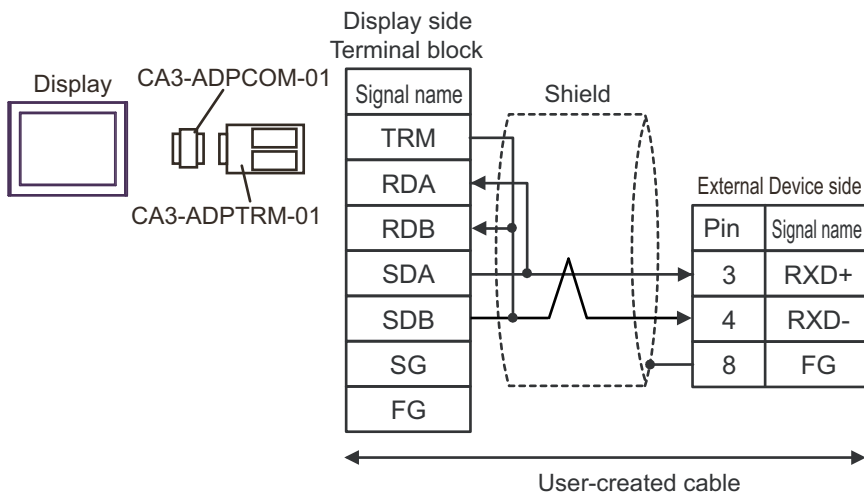 Display side
Terminal block
Display
CA3-ADPCOM-01
CA3-ADPTRM-01
Signal name
TRM
RDA
RDB
SDA
SDB
SG
FG
Shield
External Device side
Pin Signal name
3 RXD+
4 RXD-
8 FG
User-created cable